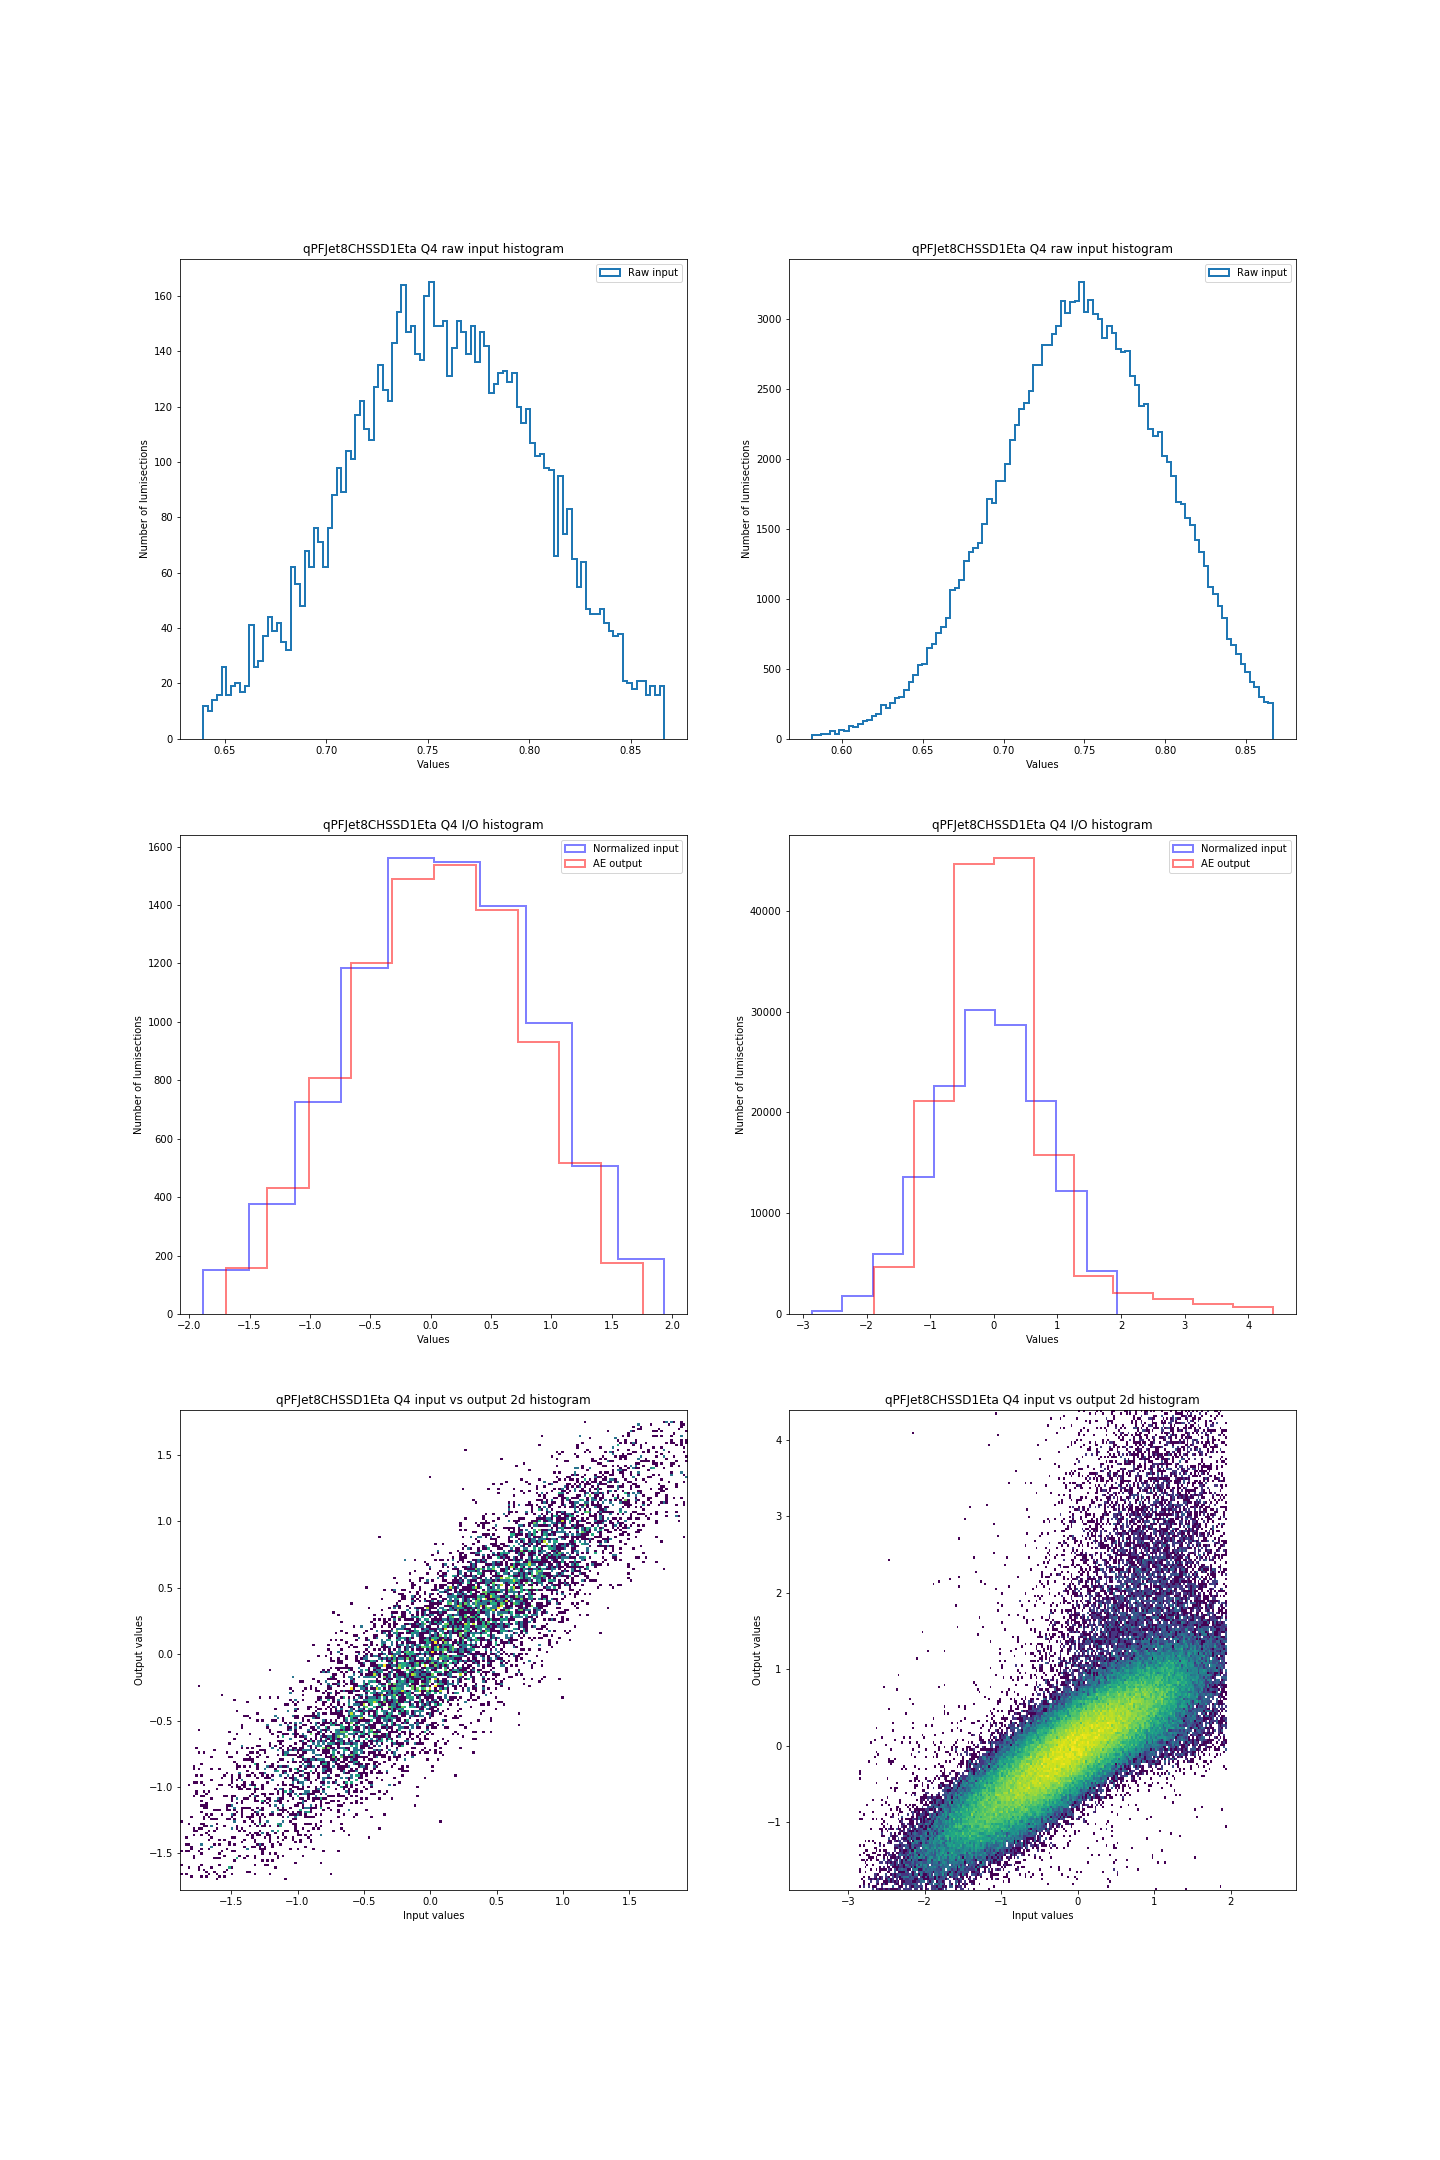 qPFJet8CHSSD1Eta Q4 raw input histogram
Raw input
Number of lumisections
160
140
120
100
80
60
40
20
0
0.65 0.70 0.75 0.80 0.85
Values
qPFJet8CHSSD1Eta Q4 raw input histogram
Raw input
Number of lumisections
3000
2500
2000
1500
1000
500
0
0.60 0.65 0.70 0.75 0.80 0.85
Values
qPFJet8CHSSD1Eta Q4 I/O histogram
Normalized input
AE output
Number of lumisections
1600
1400
1200
1000
800
600
400
200
0
−2.0 −1.5 −1.0 −0.5 0.0 0.5 1.0 1.5 2.0
Values
qPFJet8CHSSD1Eta Q4 I/O histogram
Normalized input
AE output
Number of lumisections
40000
30000
20000
10000
0
−3 −2 −1 0 1 2 3 4
Values
qPFJet8CHSSD1Eta Q4 input vs output 2d histogram
Output values
1.5
1.0
0.5
0.0
−0.5
−1.0
−1.5
−1.5 −1.0 −0.5 0.0 0.5 1.0 1.5
Input values
qPFJet8CHSSD1Eta Q4 input vs output 2d histogram
Output values
4
3
2
1
0
−1
−3 −2 −1 0 1 2
Input values